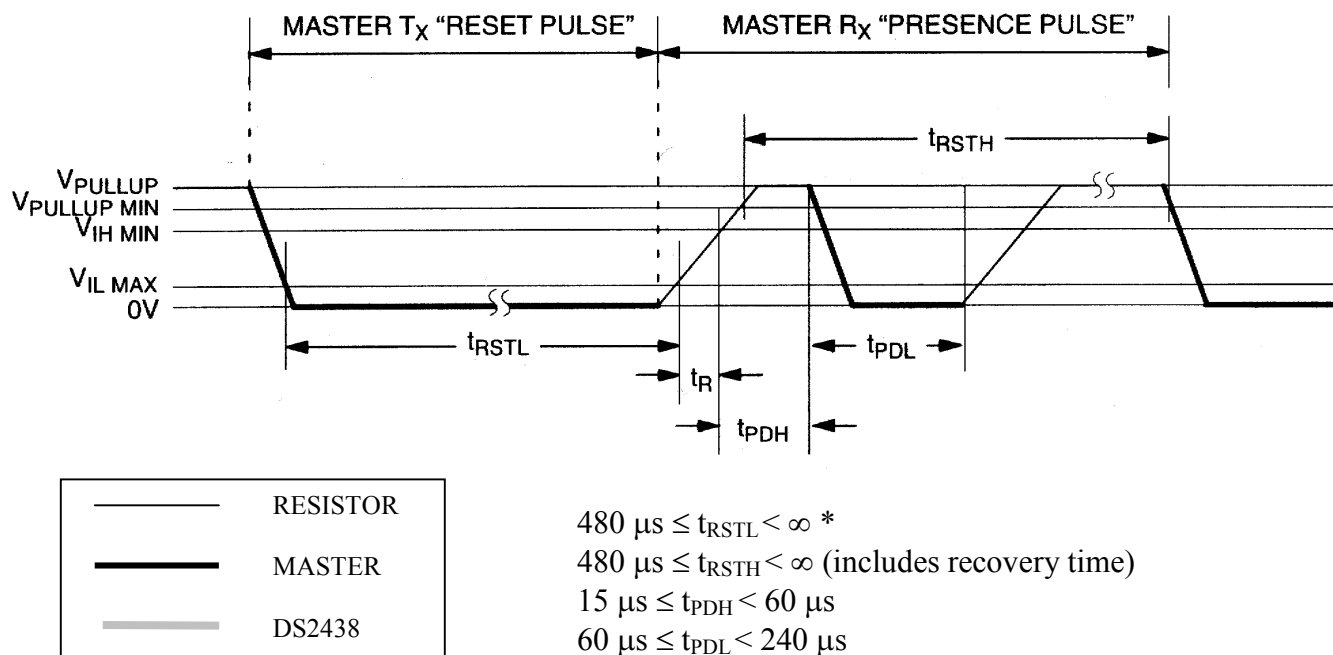 MASTER TX "RESET PULSE"
MASTER RX "PRESENCE PULSE"
tRSTH
VPULLUP
VPULLUP MIN
VIH MIN
VIL MAX
0V
tRSTL
tPDL
tR
tPDH
RESISTOR
MASTER
DS2438
480 μs ≤ tRSTL < ∞ *
480 μs ≤ tRSTH < ∞ (includes recovery time)
15 μs ≤ tPDH < 60 μs
60 μs ≤ tPDL < 240 μs